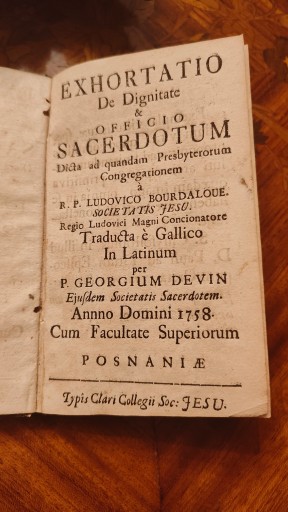 EXHORTATIO
De Dignitate
&
OFFICIO
SACERDOTUM
Dicta ad quandam Presbyterorum
Congregationem
à
R. P. LUDOVICO BOURDALOUE.
SOCIETATIS JESU.
Regio Ludovici Magni Concionatore
Traducta è Gallico
In Latinum
per
P. GEORGIUM DEVIN
Ejusdem Societatis Sacerdotem.
Annno Domini 1758.
Cum Facultate Superiorum
POSNANIÆ
Typis Clari Collegii Soc: JESU.